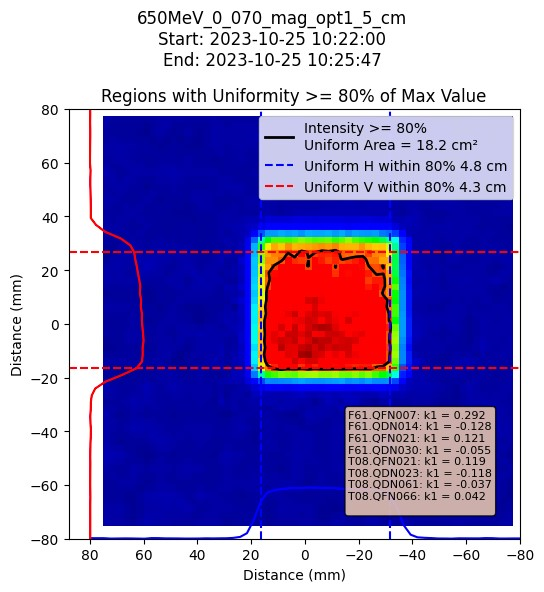 650MeV_0_070_mag_opt1_5_cm
Start: 2023-10-25 10:22:00
End: 2023-10-25 10:25:47
Regions with Uniformity >= 80% of Max Value
Intensity >= 80%
Uniform Area = 18.2 cm²
Uniform H within 80% 4.8 cm
Uniform V within 80% 4.3 cm
80
60
40
20
0
−20
−40
−60
−80
Distance (mm)
F61.QFN007: k1 = 0.292
F61.QDN014: k1 = -0.128
F61.QFN021: k1 = 0.121
F61.QDN030: k1 = -0.055
T08.QFN021: k1 = 0.119
T08.QDN023: k1 = -0.118
T08.QDN061: k1 = -0.037
T08.QFN066: k1 = 0.042
80 60 40 20 0 −20 −40 −60 −80
Distance (mm)